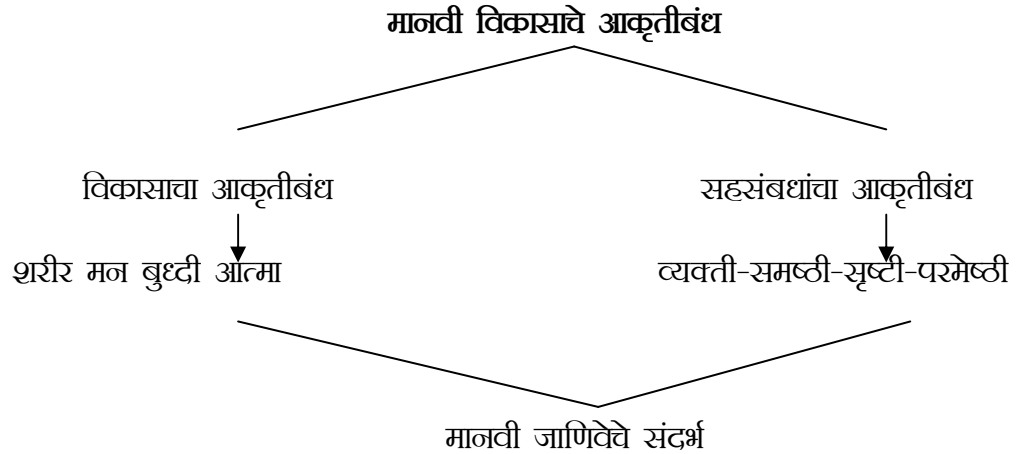 मानवी विकासाचे आकृतीबंध
विकासाचा आकृतीबंध सहसंबधांचा आकृतीबंध
शरीर मन बुध्दी आत्मा व्यक्ती-समष्ठी-सृष्टी-परमेष्ठी
मानवी जाणिवेचे संदर्भ